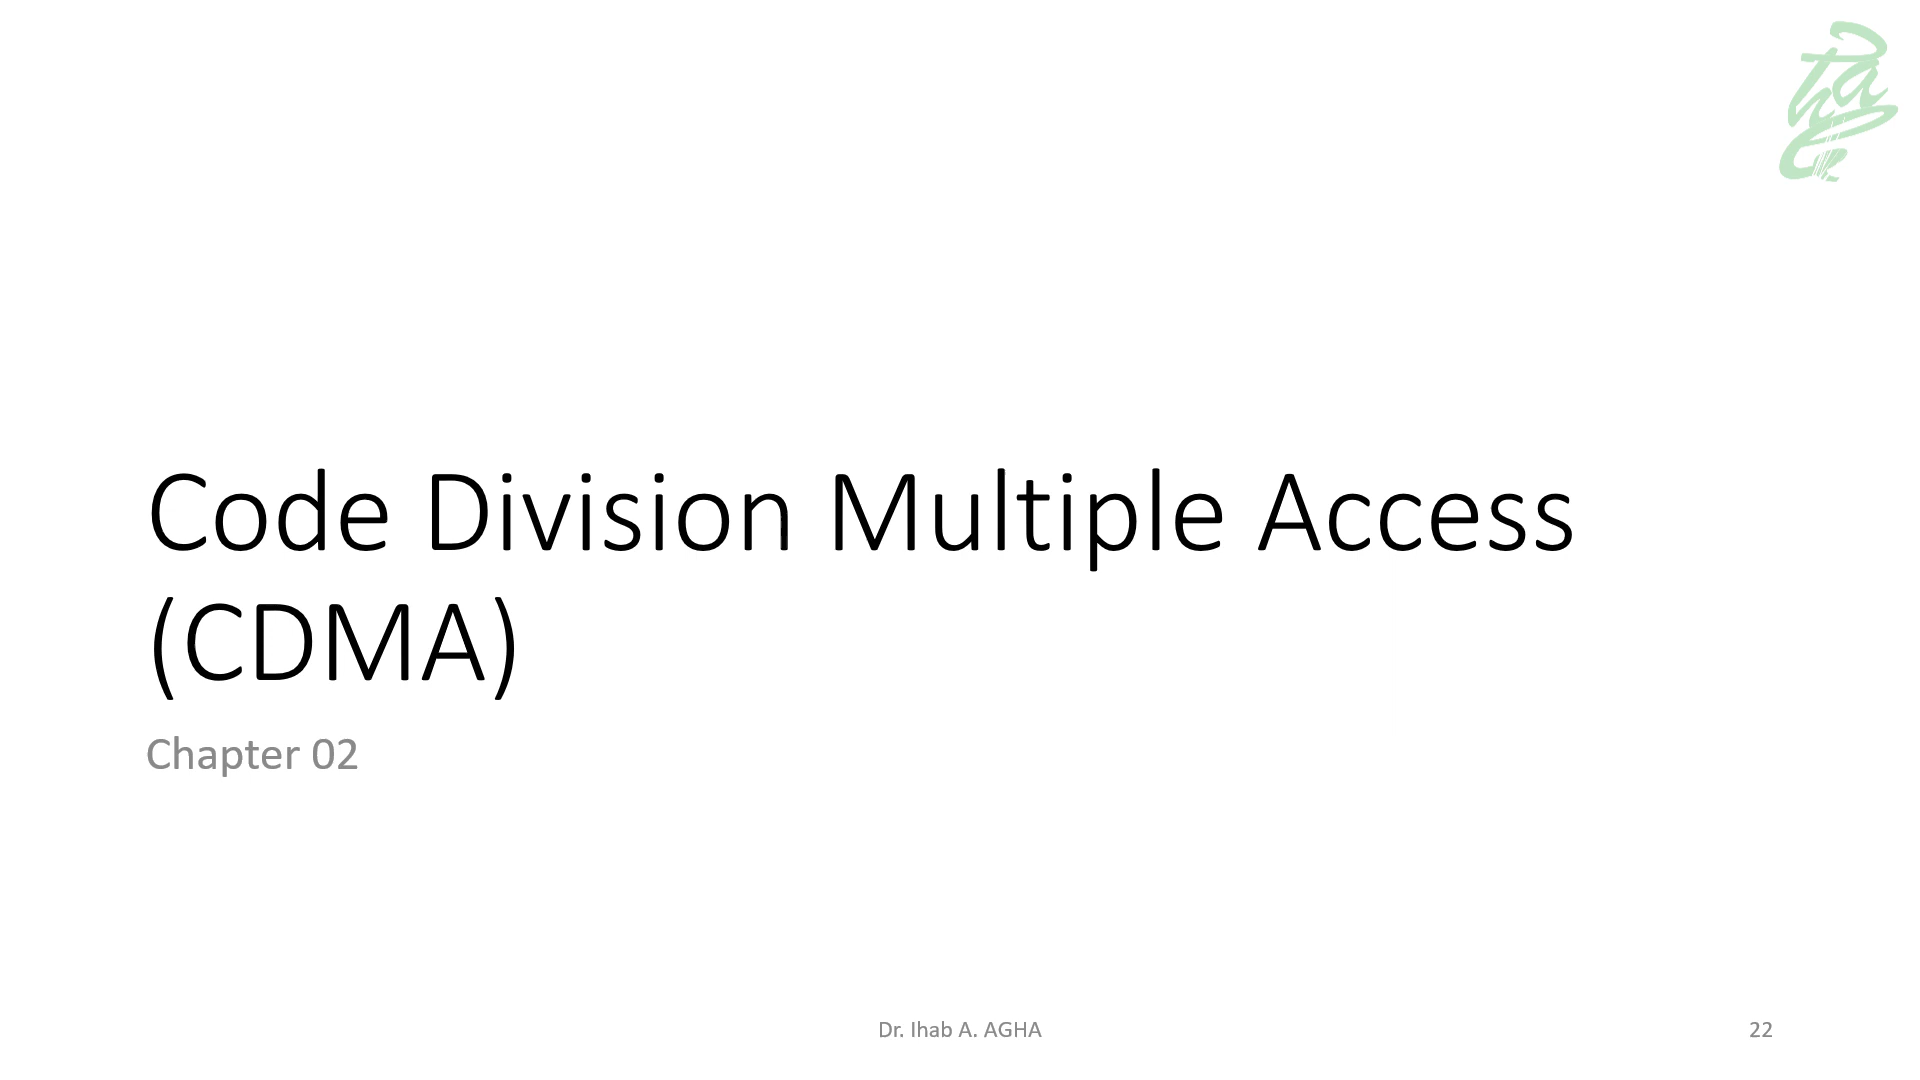 Code Division Multiple Access
(CDMA)
Chapter 02
Dr. Ihab A. AGHA
22